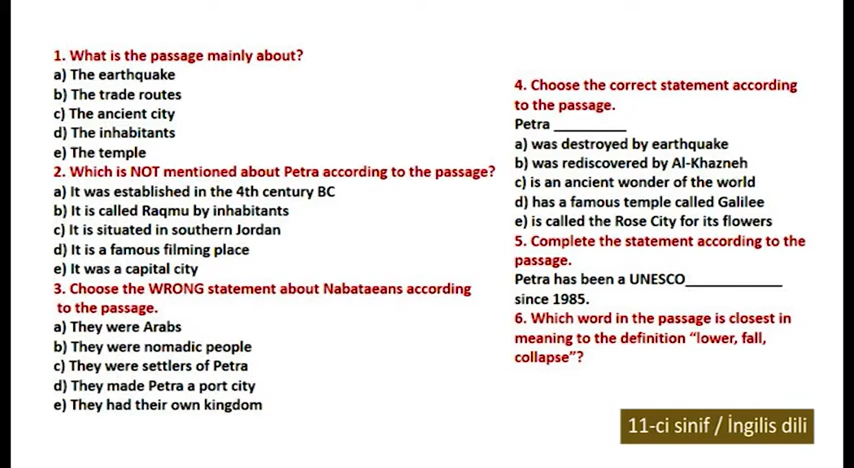 1. What is the passage mainly about?
a) The earthquake
b) The trade routes
c) The ancient city
d) The inhabitants
e) The temple
2. Which is NOT mentioned about Petra according to the passage?
a) It was established in the 4th century BC
b) It is called Raqmu by inhabitants
c) It is situated in southern Jordan
d) It is a famous filming place
e) It was a capital city
3. Choose the WRONG statement about Nabataeans according
to the passage.
a) They were Arabs
b) They were nomadic people
c) They were settlers of Petra
d) They made Petra a port city
e) They had their own kingdom
4. Choose the correct statement according
to the passage.
Petra __________
a) was destroyed by earthquake
b) was rediscovered by Al-Khazneh
c) is an ancient wonder of the world
d) has a famous temple called Galilee
e) is called the Rose City for its flowers
5. Complete the statement according to the
passage.
Petra has been a UNESCO______________
since 1985.
6. Which word in the passage is closest in
meaning to the definition “lower, fall,
collapse”?
11-ci sinif / İngilis dili